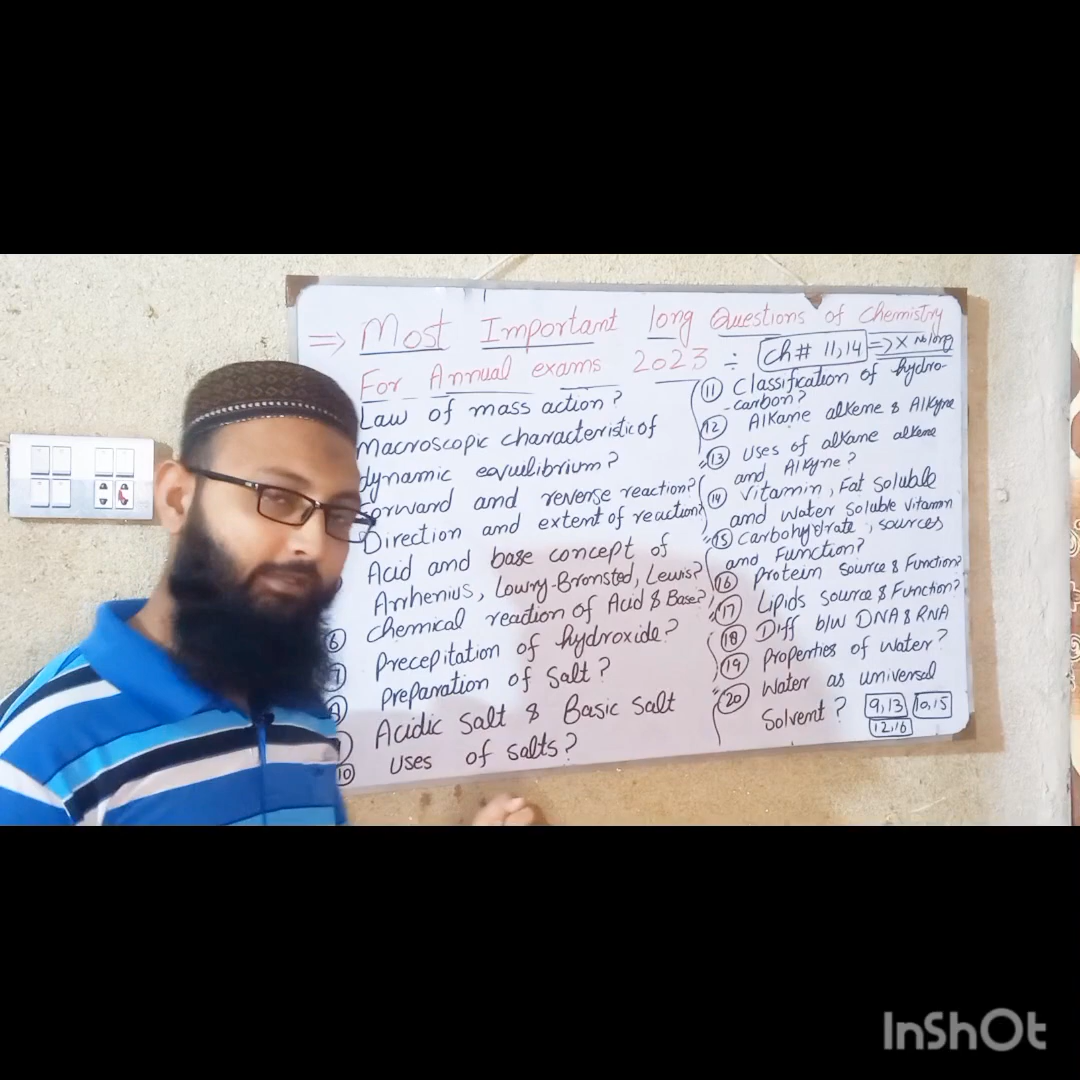 ⇒ Most Important long Questions of Chemistry
For Annual exams 2023 ÷ Ch# 11,14 ⇒ X no long
Law of mass action?
Macroscopic characteristic of
dynamic equilibrium?
orward and reverse reaction?
Direction and extent of reaction?
Acid and base concept of
Arrhenius, Lowry-Bronsted, Lewis?
6 Chemical reaction of Acid & Base?
7 Precepitation of hydroxide?
preparation of Salt?
Acidic Salt & Basic Salt
10 Uses of Salts?
11 Classification of hydro-
-carbon?
12 Alkane alkene & Alkyne
13 Uses of alkane alkene
and Alkyne?
14 Vitamin, Fat Soluble
and Water Soluble vitamin
15 Carbohydrate, sources
and Function?
16 Protein source & Function?
17 Lipids source & Function?
18 Diff b/w DNA & RNA
19 Properties of water?
20 Water as universal
Solvent? 9,13 10,15
12,16
InShOt